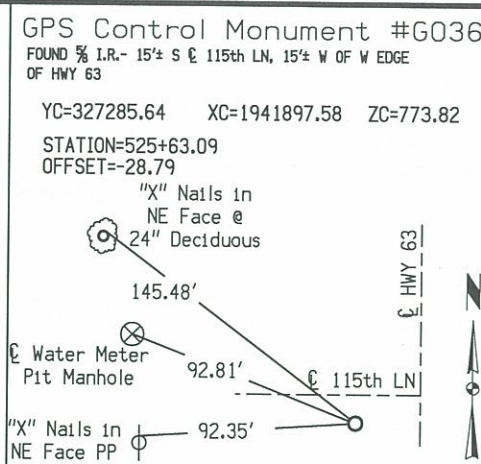 GPS Control Monument #G036
FOUND ⅝ I.R.- 15'± S ℄ 115th LN, 15'± W OF W EDGE
OF HWY 63
YC=327285.64 XC=1941897.58 ZC=773.82
STATION=525+63.09
OFFSET=-28.79
"X" Nails in
NE Face @
24" Deciduous
℄ HWY 63
N
145.48'
℄ Water Meter
Pit Manhole
92.81'
℄ 115th LN
"X" Nails in
NE Face PP
92.35'